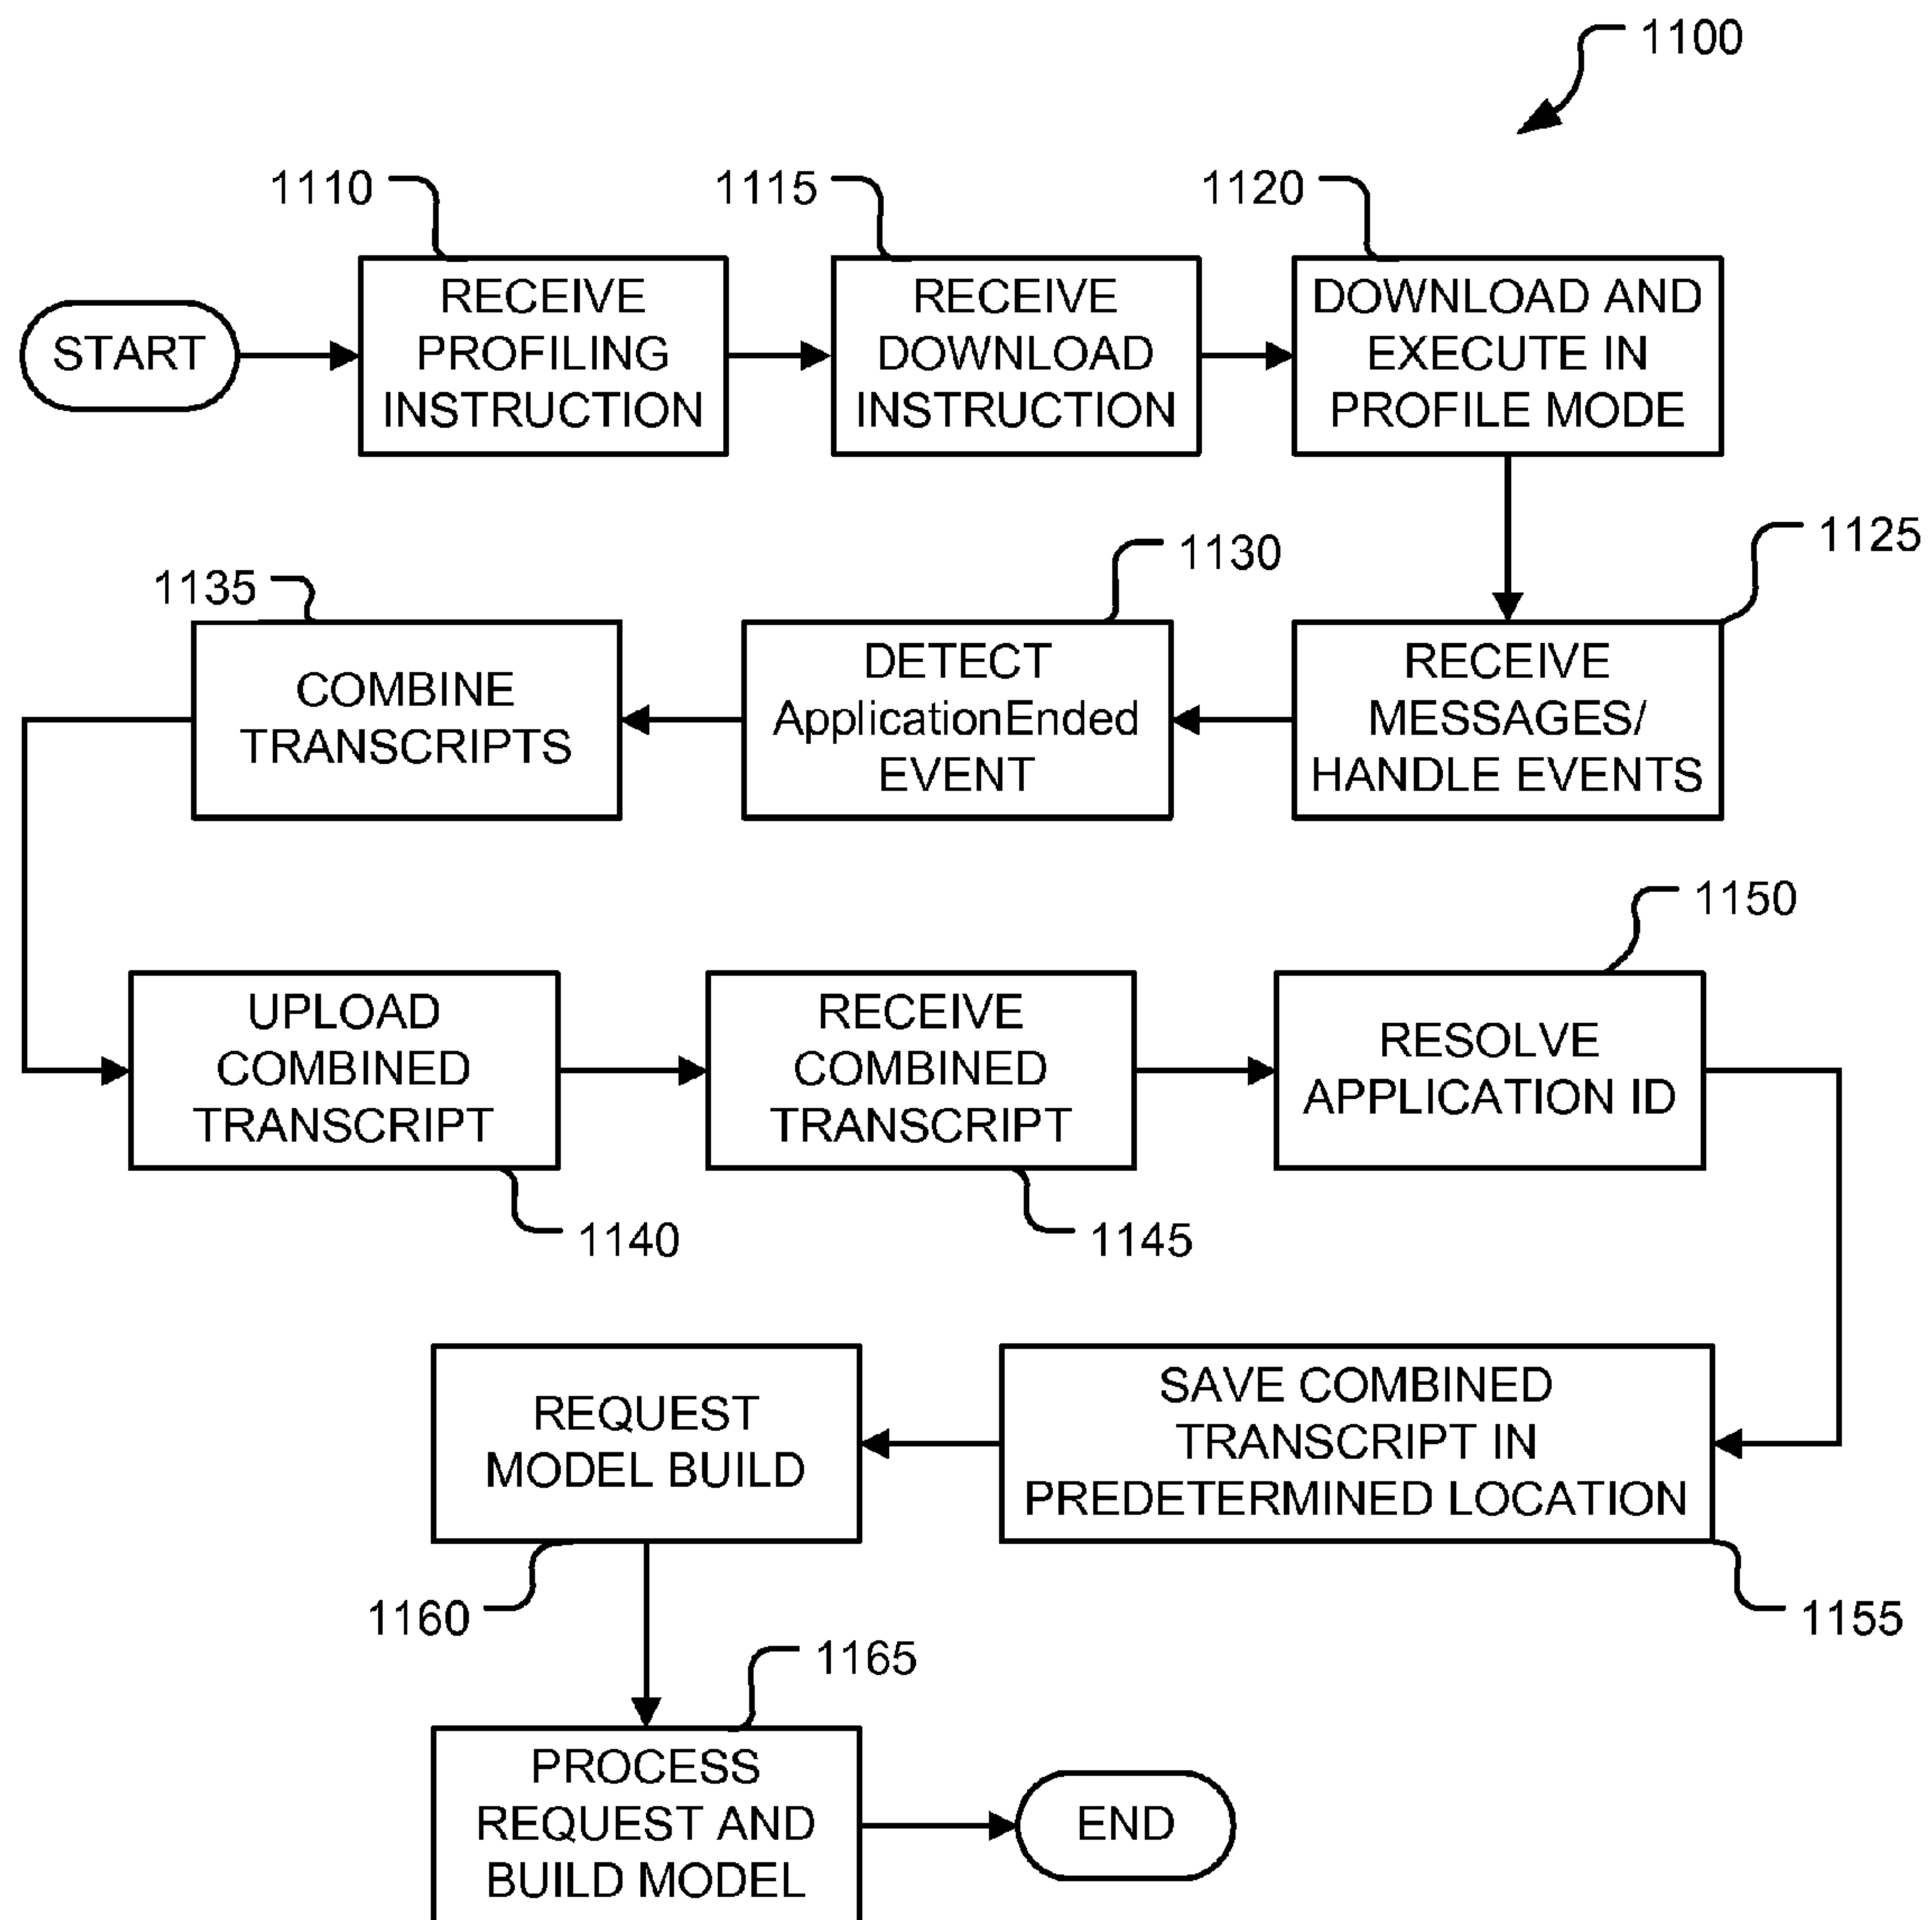 1100
1110
1115
1120
START
RECEIVE
PROFILING
INSTRUCTION
RECEIVE
DOWNLOAD
INSTRUCTION
DOWNLOAD AND
EXECUTE IN
PROFILE MODE
1125
1130
1135
COMBINE
TRANSCRIPTS
DETECT
ApplicationEnded
EVENT
RECEIVE
MESSAGES/
HANDLE EVENTS
1150
UPLOAD
COMBINED
TRANSCRIPT
RECEIVE
COMBINED
TRANSCRIPT
RESOLVE
APPLICATION ID
1140
1145
REQUEST
MODEL BUILD
SAVE COMBINED
TRANSCRIPT IN
PREDETERMINED LOCATION
1160
1155
1165
PROCESS
REQUEST AND
BUILD MODEL
END